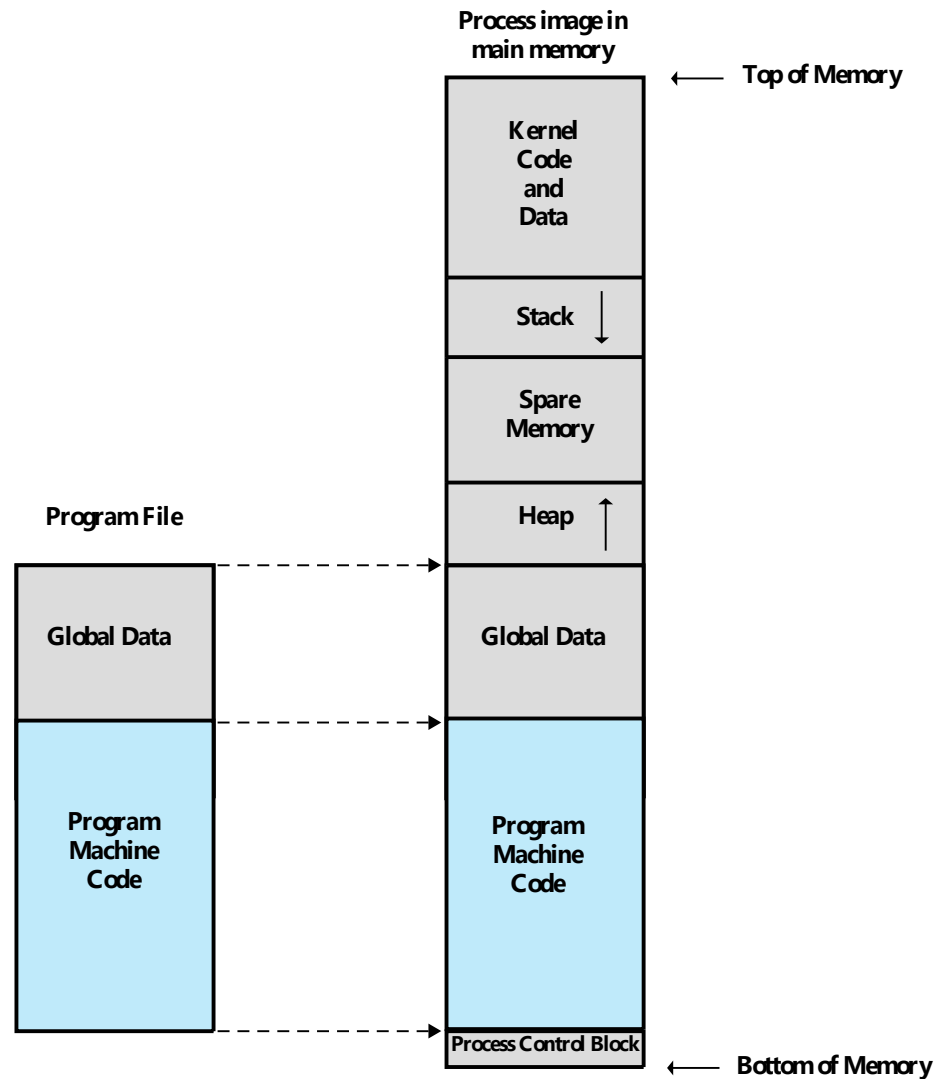 Process image in
main memory
Top of Memory
Kernel
Code
and
Data
Stack
Spare
Memory
Heap
Program File
Global Data
Global Data
Program
Machine
Code
Program
Machine
Code
Process Control Block
Bottom of Memory